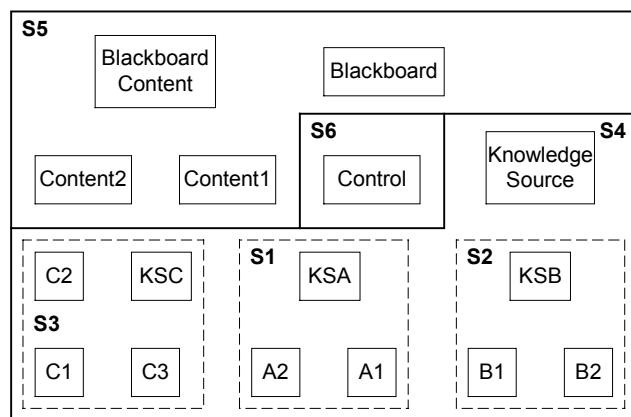 S5
Blackboard
Content
Blackboard
S6
S4
Content2
Content1
Control
Knowledge
Source
C2
KSC
S1
KSA
S2
KSB
S3
C1
C3
A2
A1
B1
B2